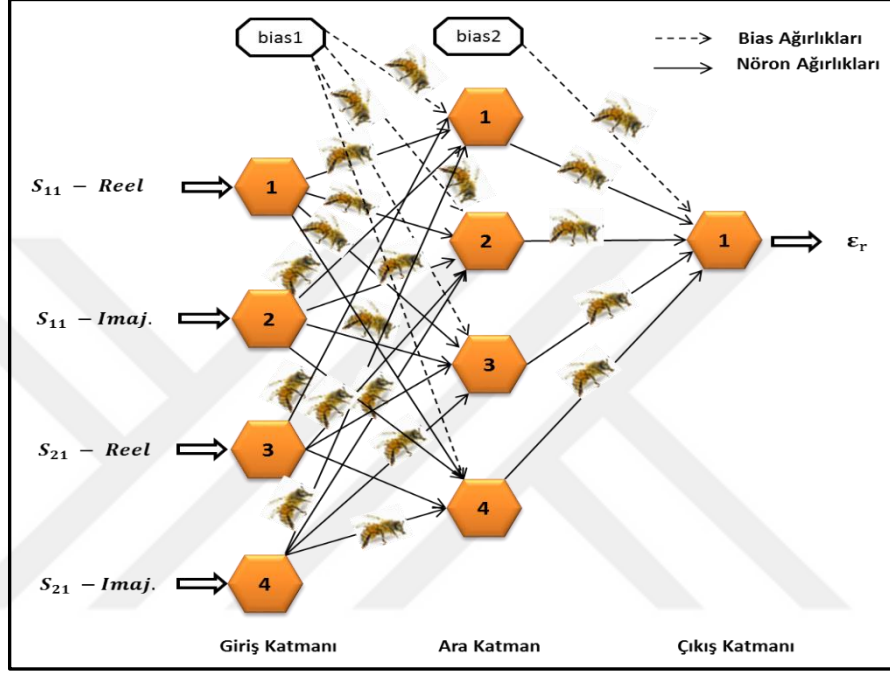 bias1
bias2
Bias Ağırlıkları
Nöron Ağırlıkları
S₁₁ − Reel
S₁₁ − Imaj.
S₂₁ − Reel
S₂₁ − Imaj.
1
2
3
4
1
2
3
4
1
εᵣ
Giriş Katmanı
Ara Katman
Çıkış Katmanı